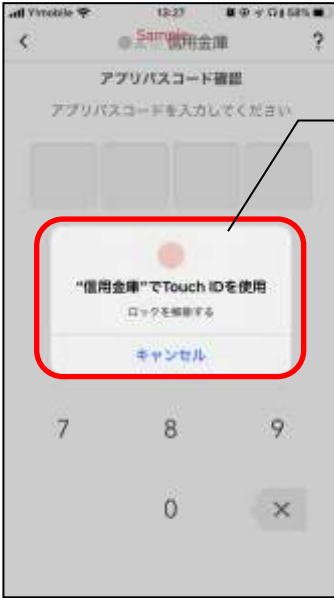 Y!mobile 13:27 58%
Sample
信用金庫 ?
アプリパスコード確認
アプリパスコードを入力してください
"信用金庫"でTouch IDを使用
ロックを解除する
キャンセル
7 8 9
0